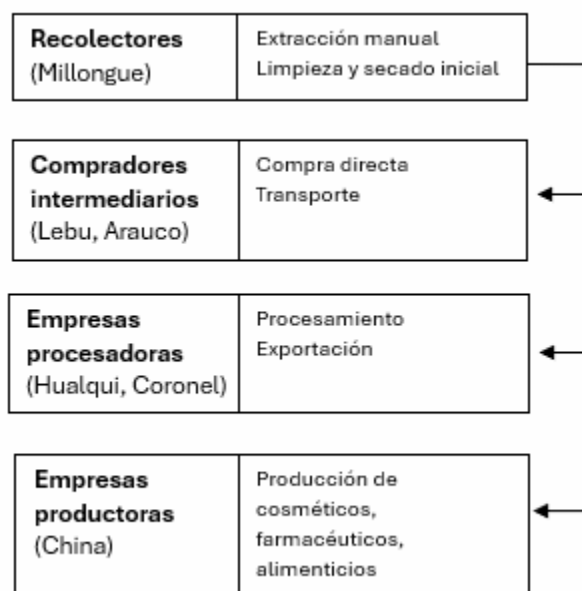 Recolectores
(Millongue)
Extracción manual
Limpieza y secado inicial
Compradores
intermediarios
(Lebu, Arauco)
Compra directa
Transporte
Empresas
procesadoras
(Hualqui, Coronel)
Procesamiento
Exportación
Empresas
productoras
(China)
Producción de
cosméticos,
farmacéuticos,
alimenticios